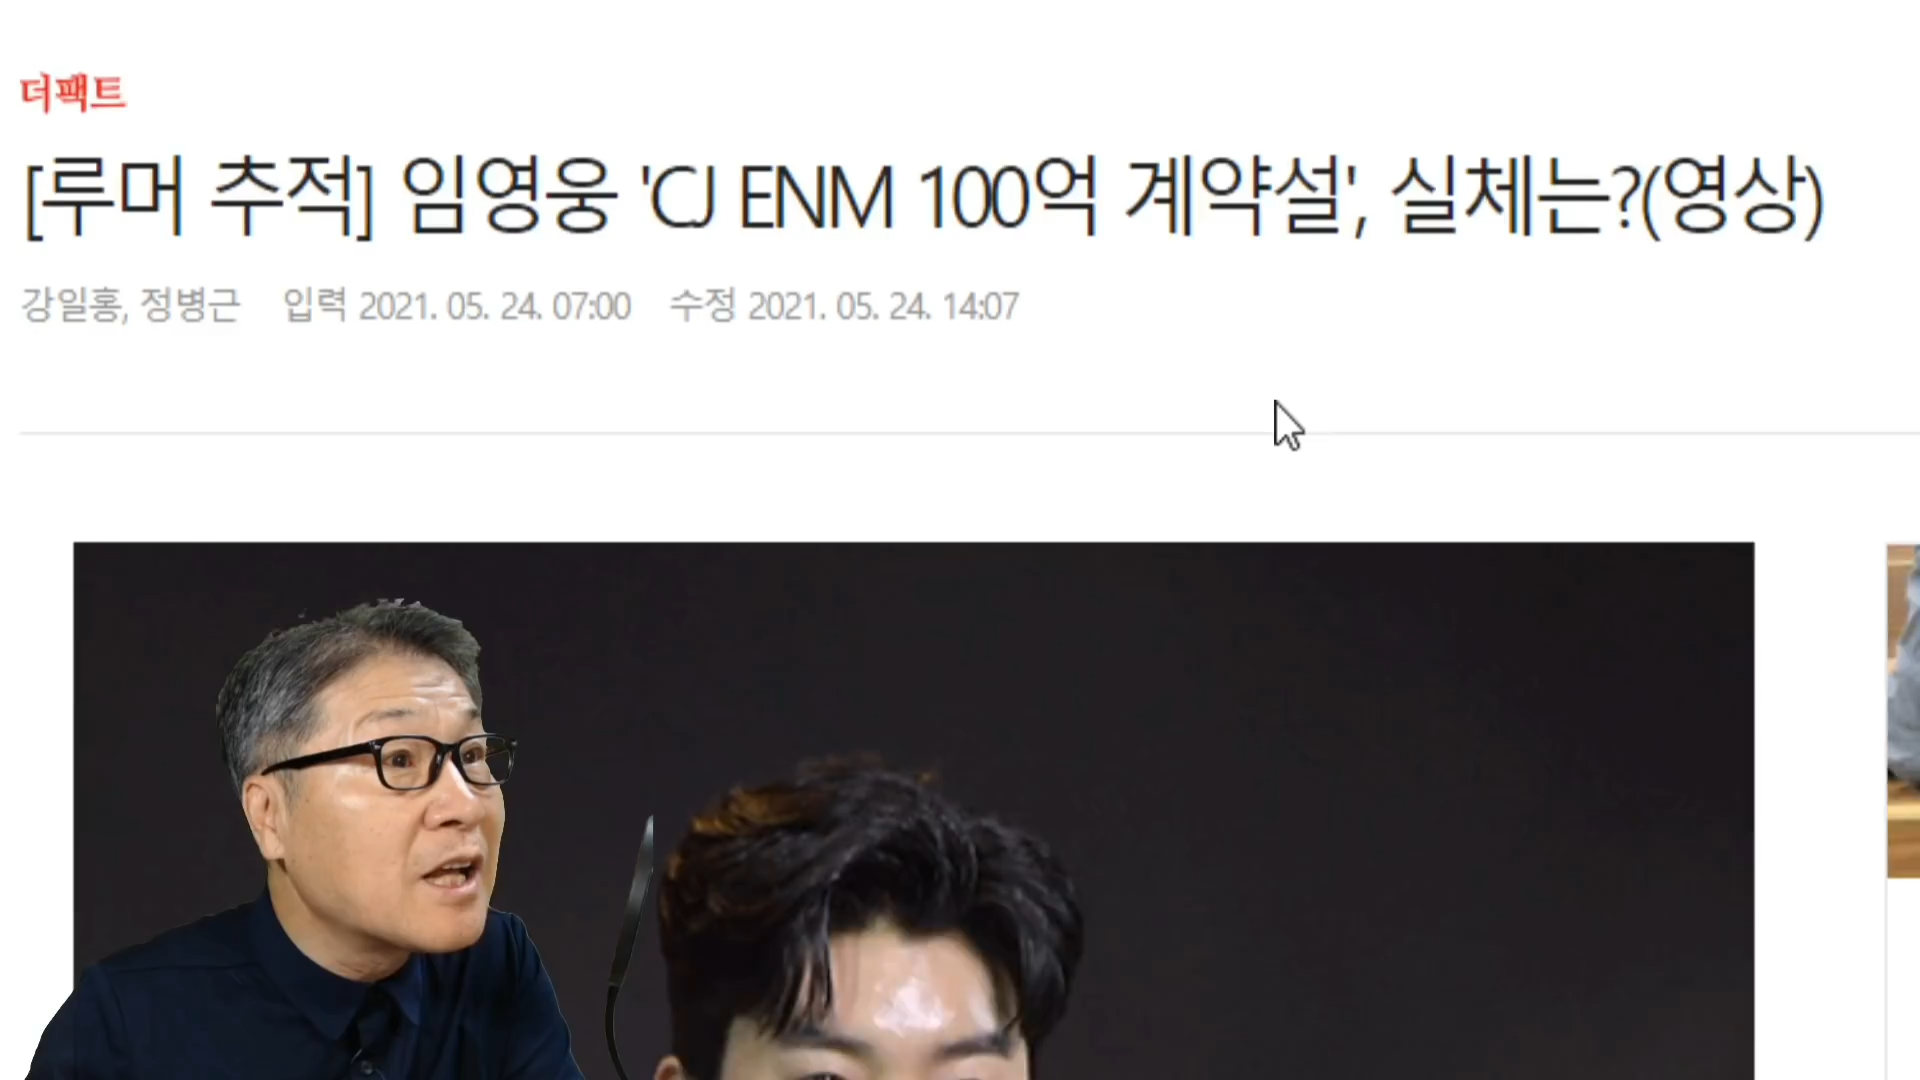 더팩트
[루머 추적] 임영웅 'CJ ENM 100억 계약설', 실체는?(영상)
강일홍, 정병근 입력 2021. 05. 24. 07:00 수정 2021. 05. 24. 14:07